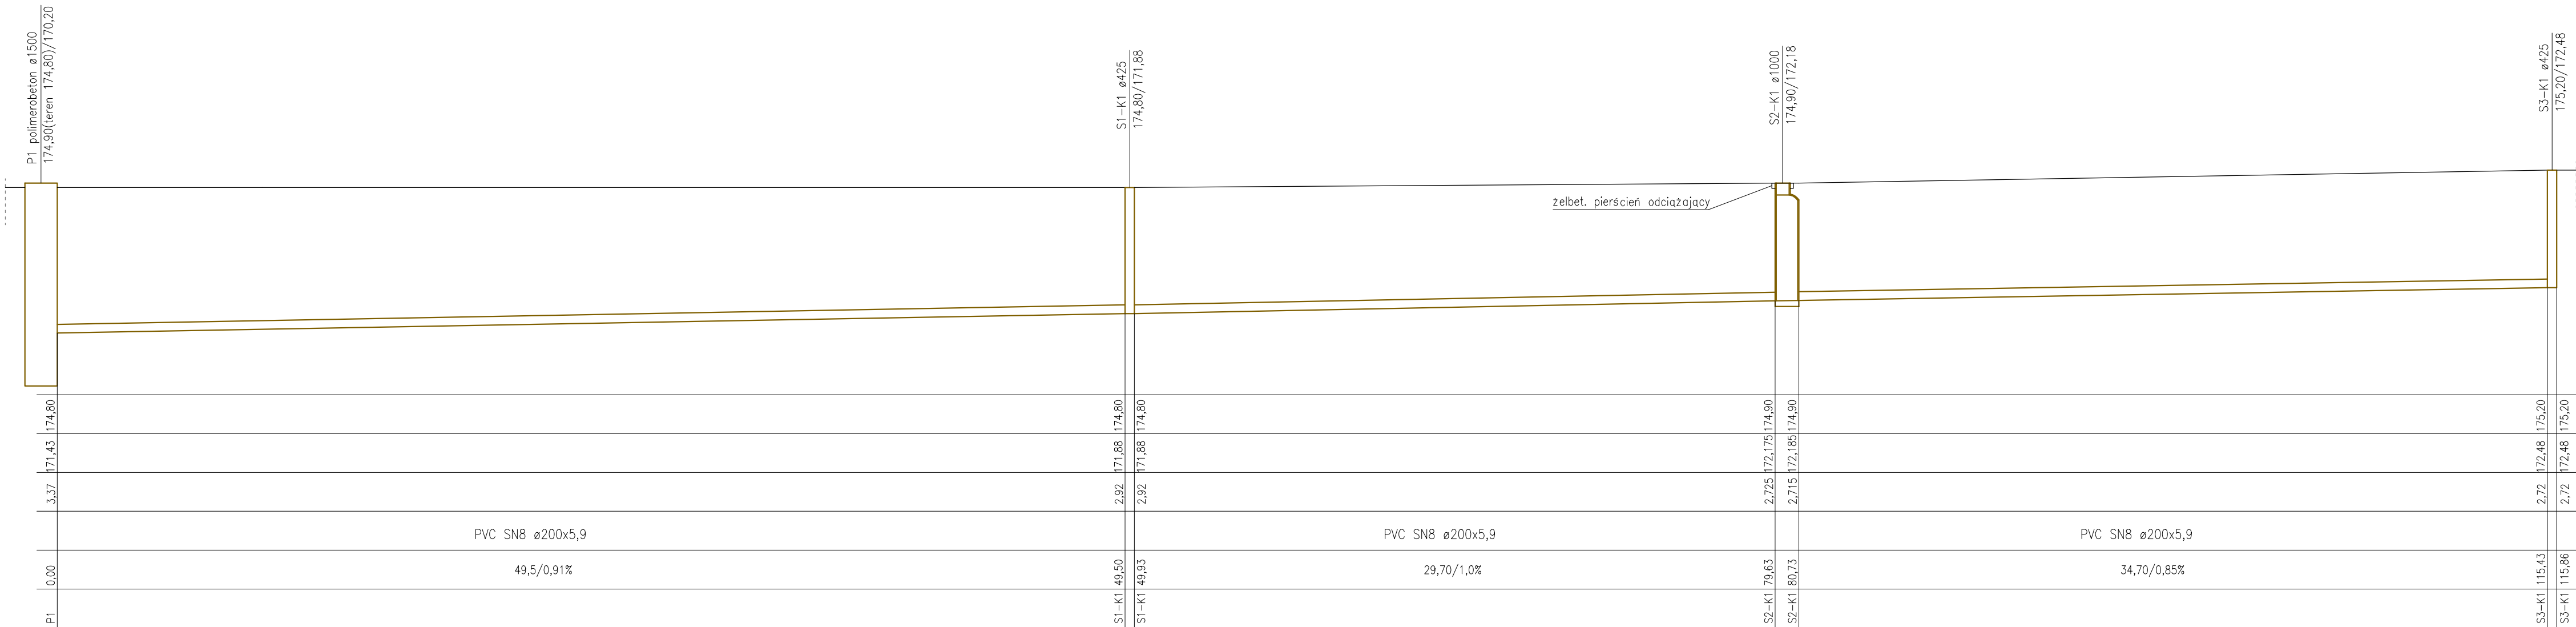 P1 polimerobeton ø1500
174,90(teren 174,80)/170,20
S1-K1 ø425
174,80/171,88
S2-K1 ø1000
174,90/172,18
S3-K1 ø425
175,20/172,48
żelbet. pierścień odciążający
174,80 174,80 174,80 174,90 174,90 175,20 175,20
171,43 171,88 171,88 172,175 172,185 172,48 172,48
3,37 2,92 2,92 2,725 2,715 2,72 2,72
PVC SN8 ø200x5,9 PVC SN8 ø200x5,9 PVC SN8 ø200x5,9
0,00 49,5/0,91% 49,50 49,93 29,70/1,0% 79,63 80,73 34,70/0,85% 115,43 115,86
P1 S1-K1 S1-K1 S2-K1 S2-K1 S3-K1 S3-K1